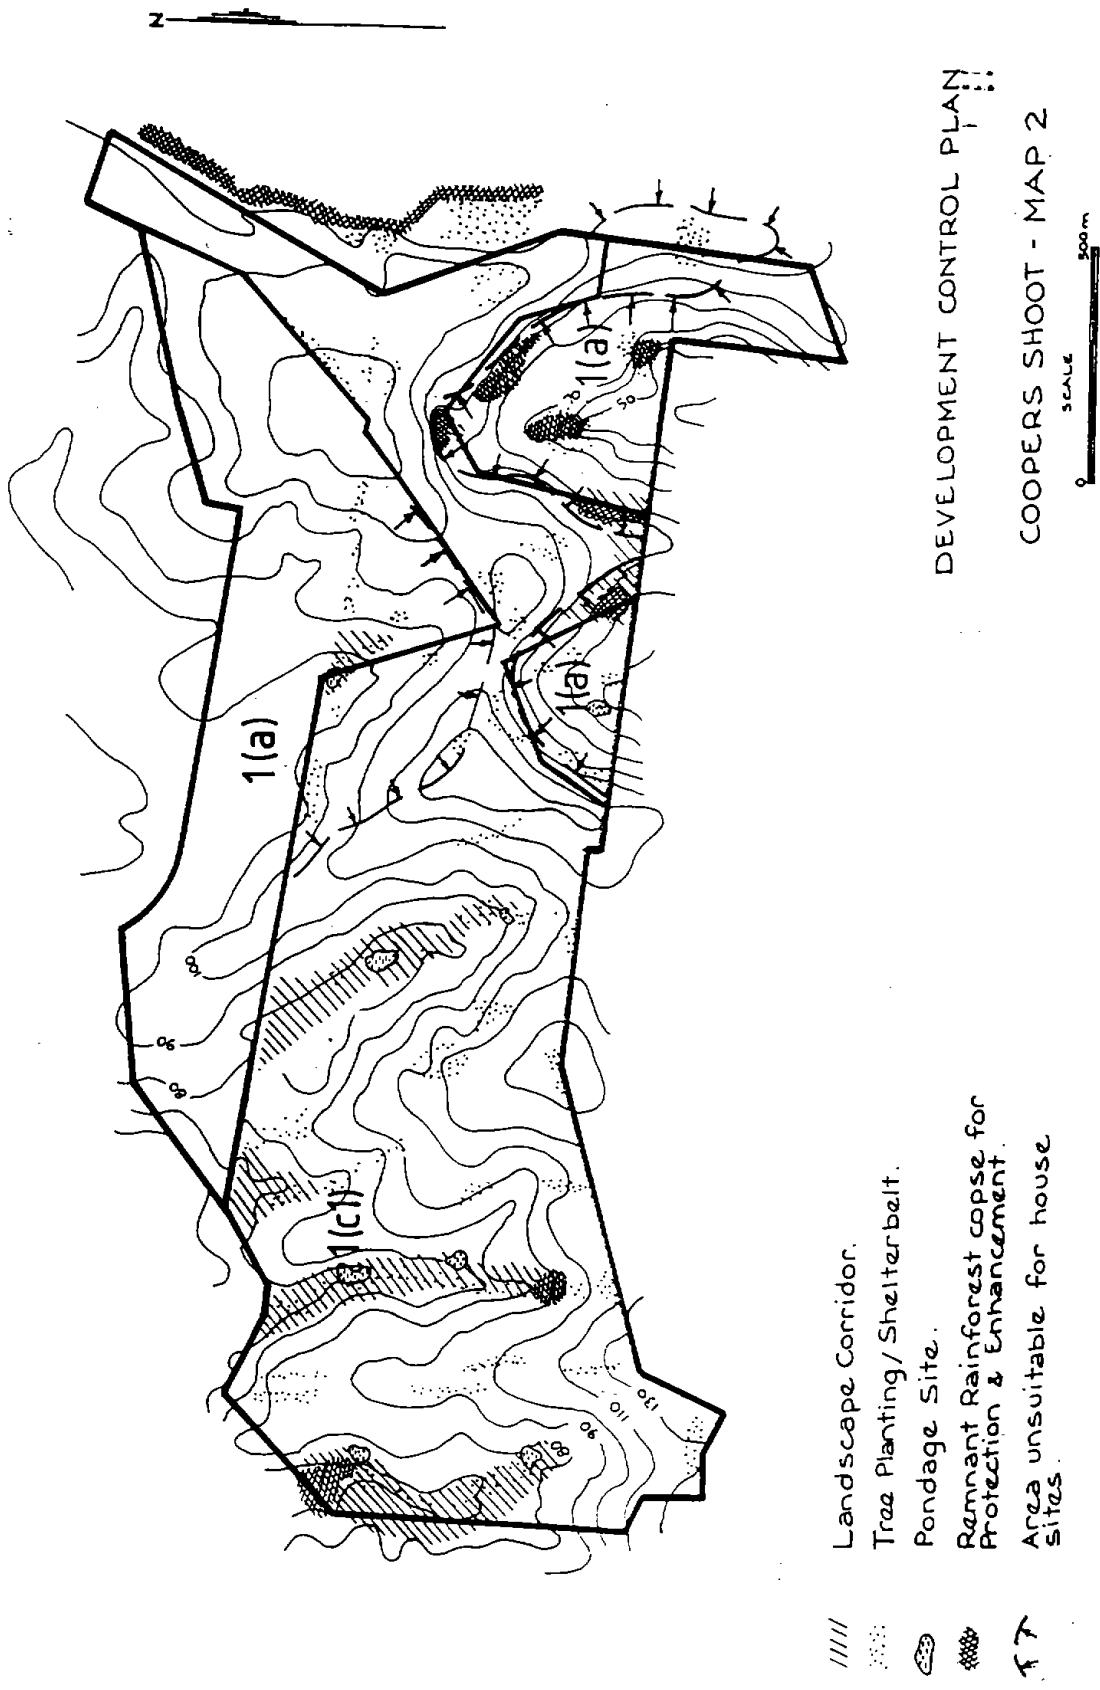 N
DEVELOPMENT CONTROL PLAN
COOPERS SHOOT - MAP 2
SCALE
0 500m
1(a)
1(a)
1(a)
1(c1)
100
90
80
50
80
90
110
130
Landscape Corridor.
Tree Planting/Shelterbelt.
Pondage Site.
Remnant Rainforest copse for
Protection & Enhancement.
Area unsuitable for house
sites.